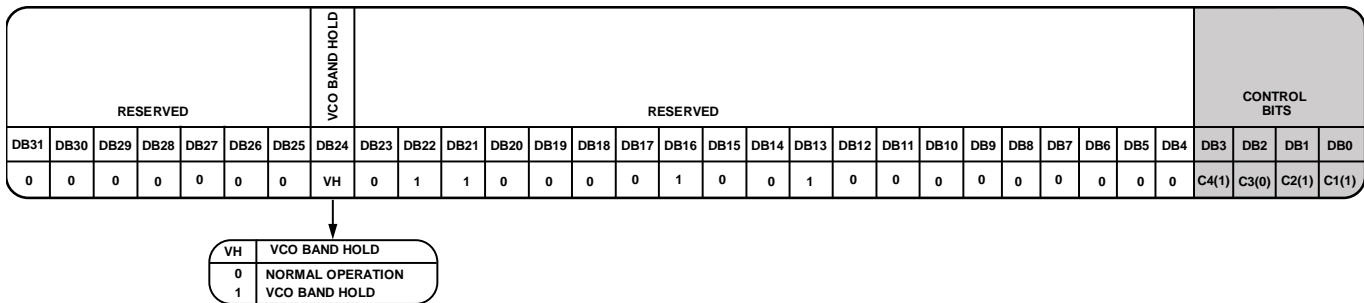 RESERVED
VCO BAND HOLD
RESERVED
CONTROL
BITS
DB31 DB30 DB29 DB28 DB27 DB26 DB25 DB24 DB23 DB22 DB21 DB20 DB19 DB18 DB17 DB16 DB15 DB14 DB13 DB12 DB11 DB10 DB9 DB8 DB7 DB6 DB5 DB4 DB3 DB2 DB1 DB0
0 0 0 0 0 0 0 VH 0 1 1 0 0 0 0 1 0 0 1 0 0 0 0 0 0 0 0 0 C4(1) C3(0) C2(1) C1(1)
VH VCO BAND HOLD
0 NORMAL OPERATION
1 VCO BAND HOLD